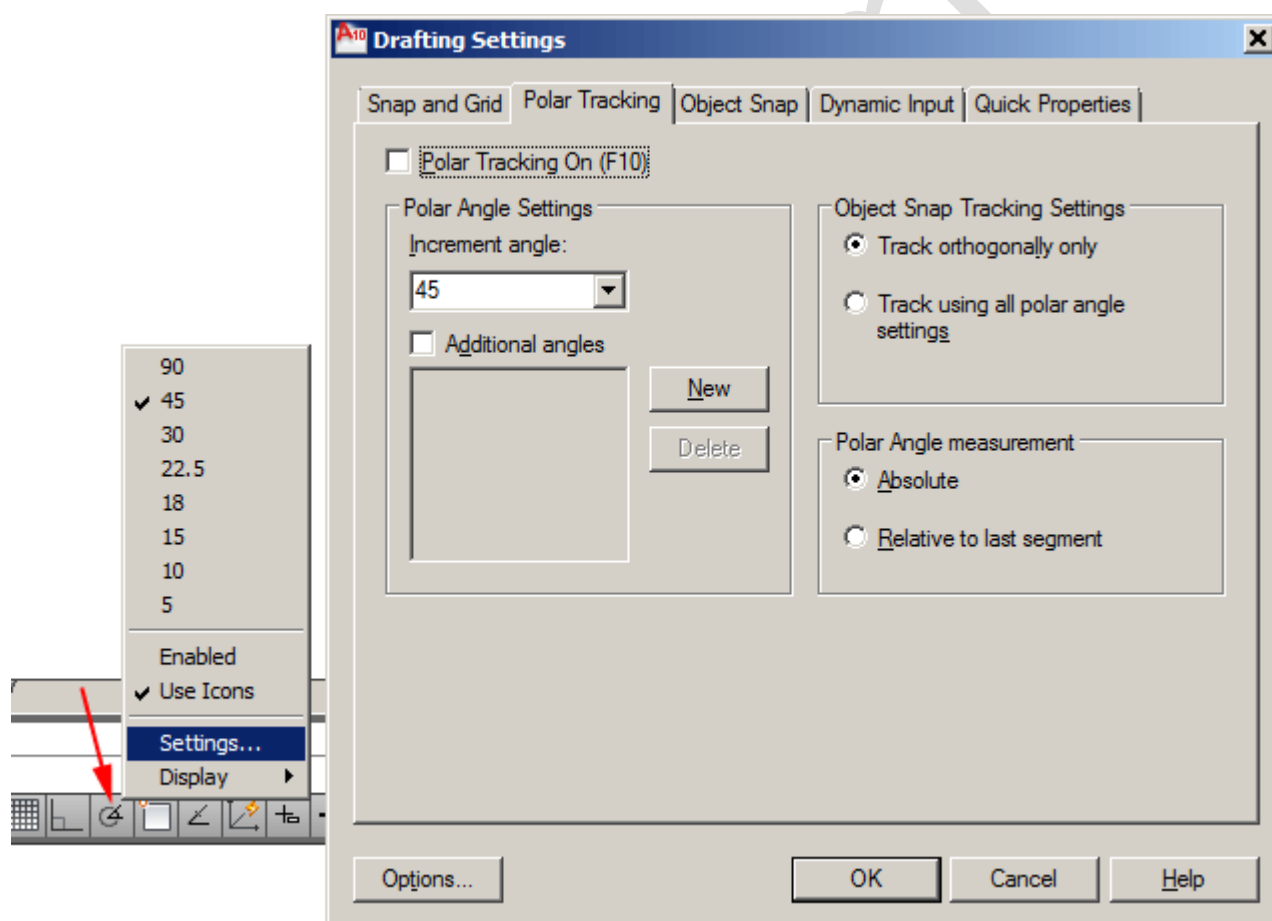 A10 Drafting Settings
Snap and Grid Polar Tracking Object Snap Dynamic Input Quick Properties
Polar Tracking On (F10)
Polar Angle Settings
Increment angle:
45
Additional angles
New
Delete
Object Snap Tracking Settings
Track orthogonally only
Track using all polar angle
settings
Polar Angle measurement
Absolute
Relative to last segment
90
45
30
22.5
18
15
10
5
Enabled
Use Icons
Settings...
Display
Options...
OK
Cancel
Help